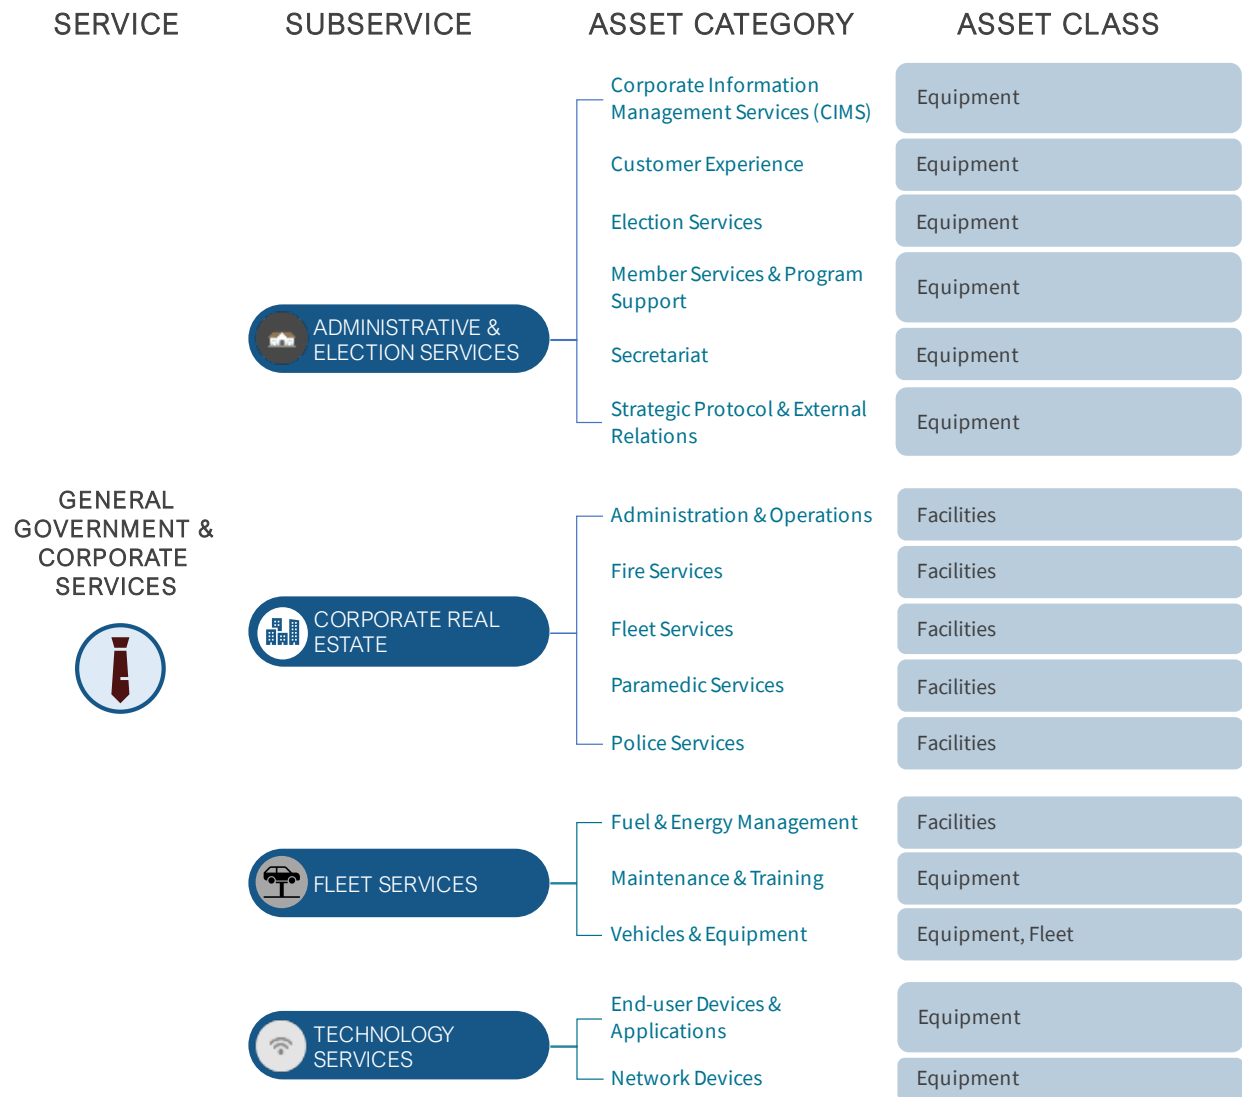 SERVICE
SUBSERVICE
ASSET CATEGORY
ASSET CLASS
GENERAL
GOVERNMENT &
CORPORATE
SERVICES
ADMINISTRATIVE &
ELECTION SERVICES
Corporate Information
Management Services (CIMS)
Equipment
Customer Experience
Equipment
Election Services
Equipment
Member Services & Program
Support
Equipment
Secretariat
Equipment
Strategic Protocol & External
Relations
Equipment
CORPORATE REAL
ESTATE
Administration & Operations
Facilities
Fire Services
Facilities
Fleet Services
Facilities
Paramedic Services
Facilities
Police Services
Facilities
FLEET SERVICES
Fuel & Energy Management
Facilities
Maintenance & Training
Equipment
Vehicles & Equipment
Equipment, Fleet
TECHNOLOGY
SERVICES
End-user Devices &
Applications
Equipment
Network Devices
Equipment